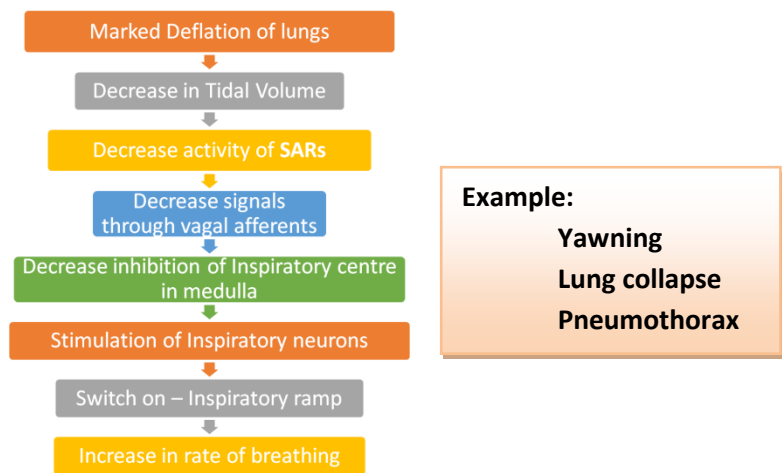 Marked Deflation of lungs
Decrease in Tidal Volume
Decrease activity of SARs
Decrease signals
through vagal afferents
Decrease inhibition of Inspiratory centre
in medulla
Stimulation of Inspiratory neurons
Switch on – Inspiratory ramp
Increase in rate of breathing
Example:
Yawning
Lung collapse
Pneumothorax